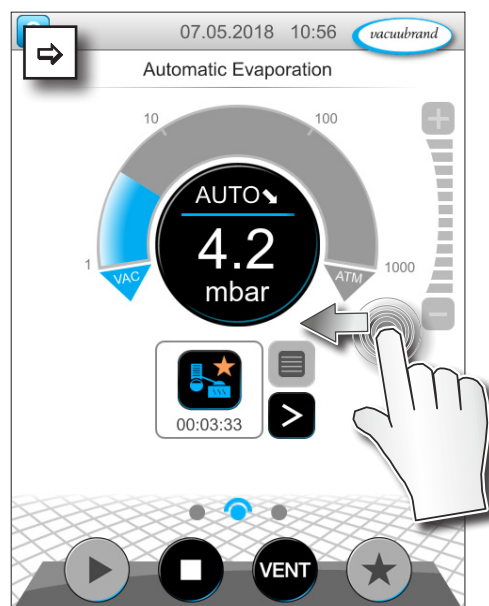 07.05.2018 10:56 vacuubrand
Automatic Evaporation
10 100
AUTO
4.2
mbar
1 VAC ATM 1000
00:03:33
VENT